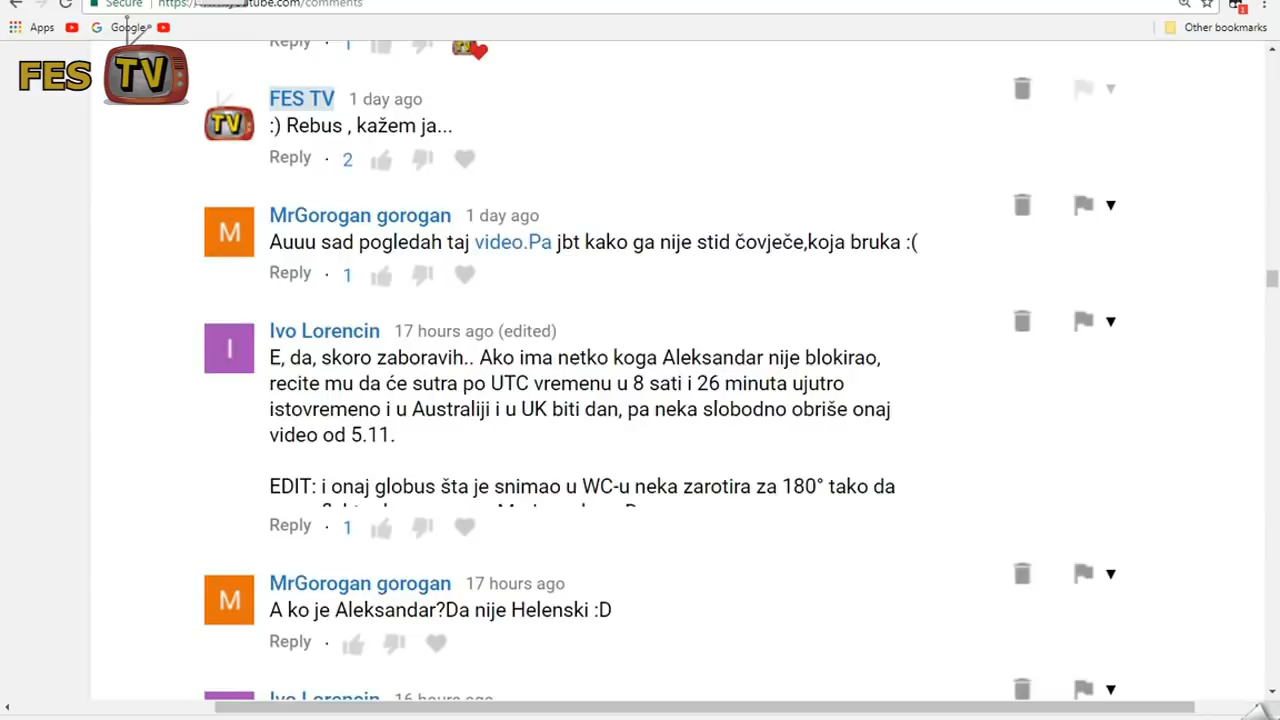 Secure https:// youtube.com/comments
Apps Google Other bookmarks
FES TV
Reply 1
FES TV 1 day ago
:) Rebus , kažem ja...
Reply · 2
MrGorogan gorogan 1 day ago
Auuu sad pogledah taj video.Pa jbt kako ga nije stid čovječe,koja bruka :(
Reply · 1
Ivo Lorencin 17 hours ago (edited)
E, da, skoro zaboravih.. Ako ima netko koga Aleksandar nije blokirao,
recite mu da će sutra po UTC vremenu u 8 sati i 26 minuta ujutro
istovremeno i u Australiji i u UK biti dan, pa neka slobodno obriše onaj
video od 5.11.
EDIT: i onaj globus šta je snimao u WC-u neka zarotira za 180° tako da
Reply · 1
MrGorogan gorogan 17 hours ago
A ko je Aleksandar?Da nije Helenski :D
Reply ·
Ivo Lorencin 16 hours ago